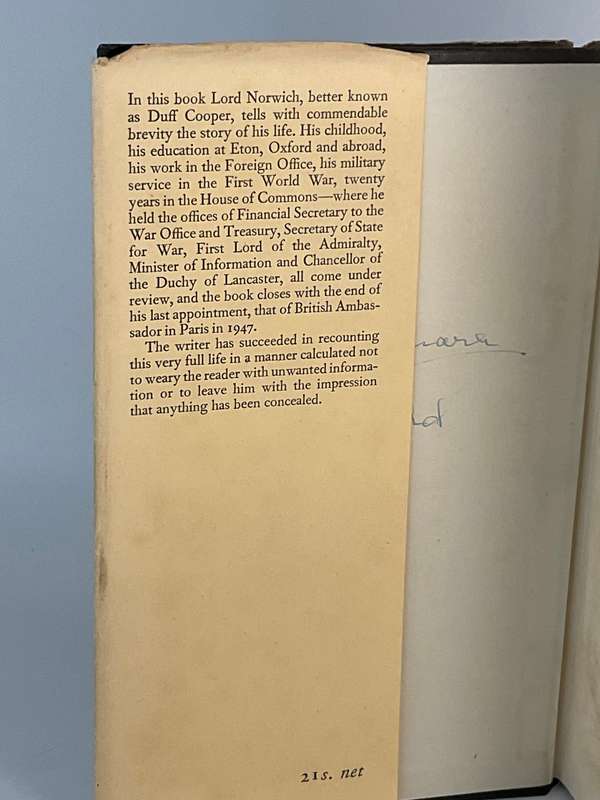 In this book Lord Norwich, better known
as Duff Cooper, tells with commendable
brevity the story of his life. His childhood,
his education at Eton, Oxford and abroad,
his work in the Foreign Office, his military
service in the First World War, twenty
years in the House of Commons—where he
held the offices of Financial Secretary to the
War Office and Treasury, Secretary of State
for War, First Lord of the Admiralty,
Minister of Information and Chancellor of
the Duchy of Lancaster, all come under
review, and the book closes with the end of
his last appointment, that of British Ambas-
sador in Paris in 1947.
The writer has succeeded in recounting
this very full life in a manner calculated not
to weary the reader with unwanted informa-
tion or to leave him with the impression
that anything has been concealed.
21s. net